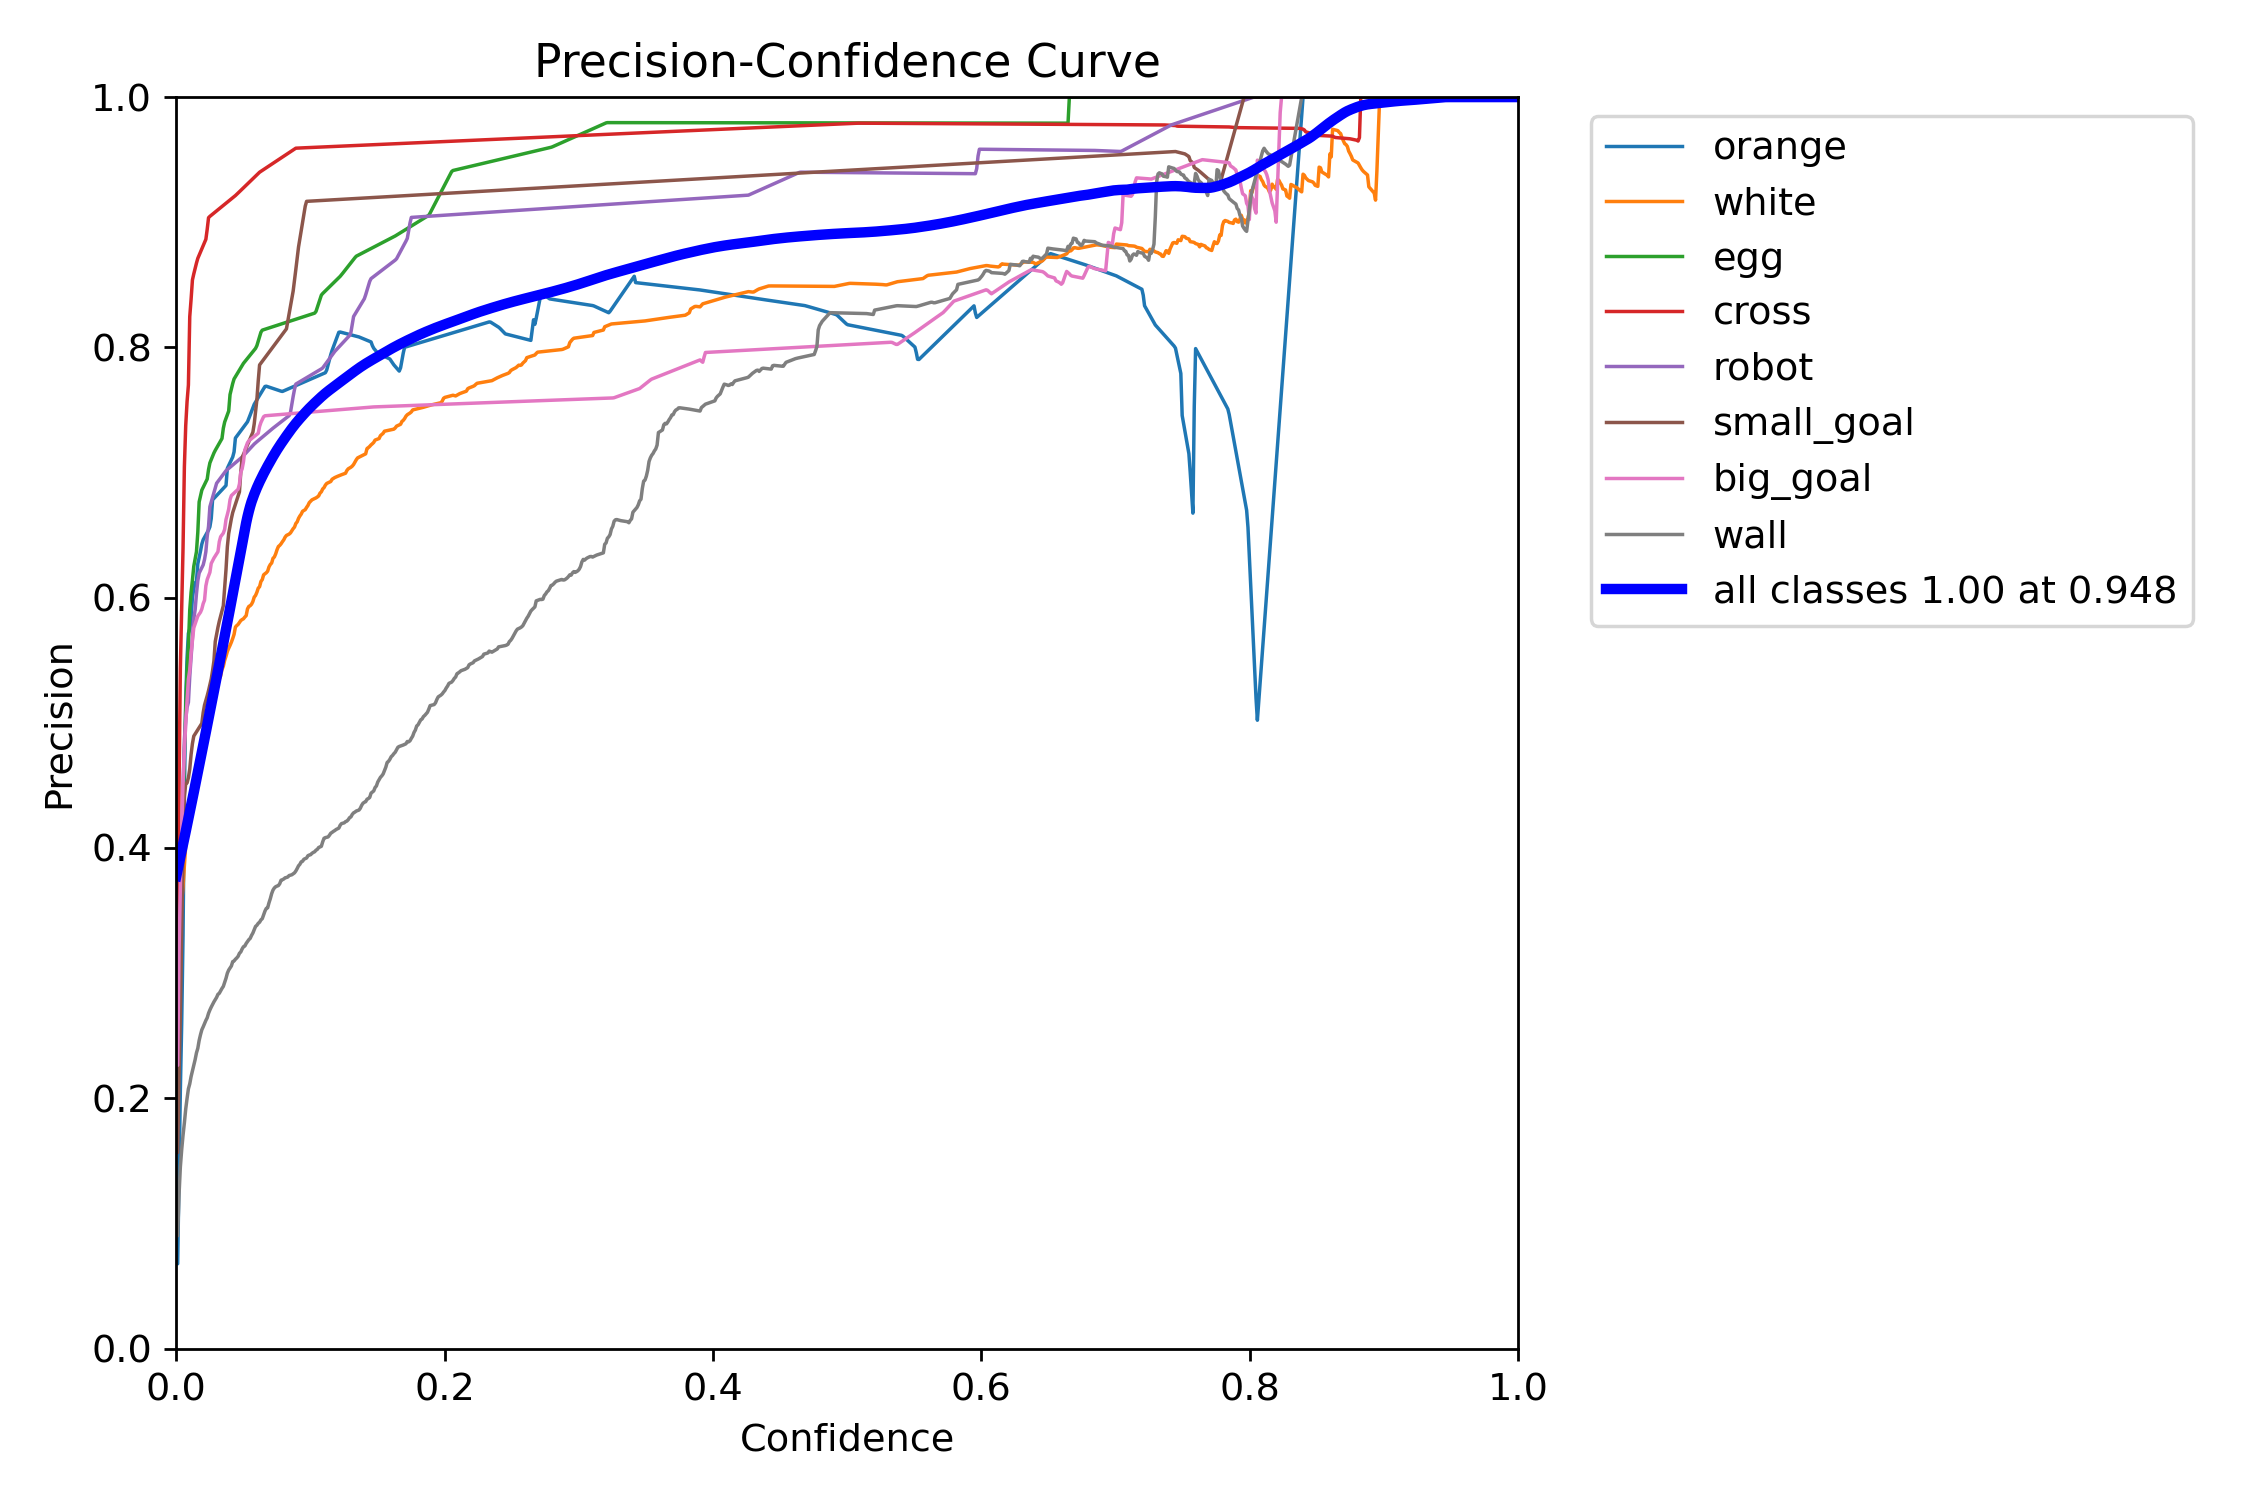 Precision-Confidence Curve
1.0
0.8
0.6
0.4
0.2
0.0
Precision
0.0 0.2 0.4 0.6 0.8 1.0
Confidence
orange
white
egg
cross
robot
small_goal
big_goal
wall
all classes 1.00 at 0.948